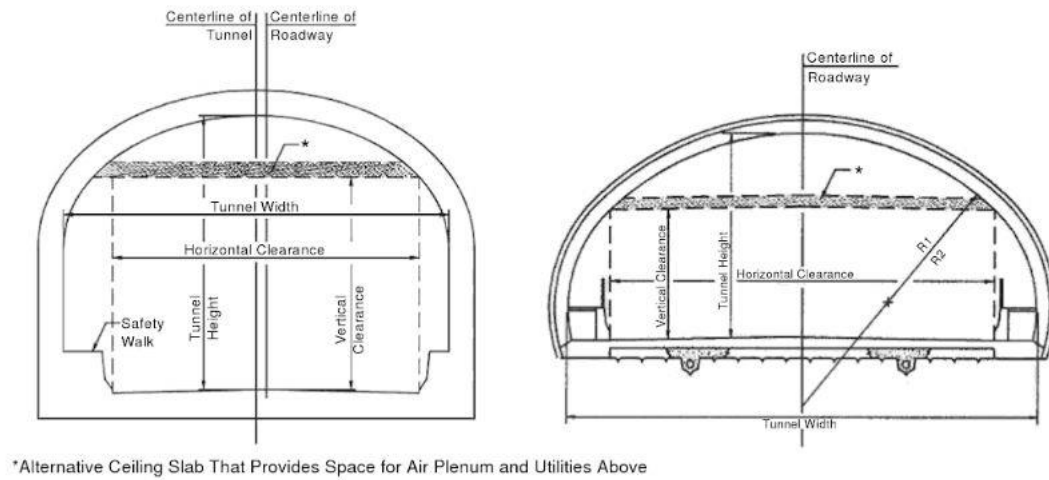 Centerline of
Tunnel
Centerline of
Roadway
*
Tunnel Width
Horizontal Clearance
Tunnel
Height
Vertical
Clearance
Safety
Walk
Centerline of
Roadway
*
R1
R2
Vertical Clearance
Tunnel Height
Horizontal Clearance
Tunnel Width
*Alternative Ceiling Slab That Provides Space for Air Plenum and Utilities Above